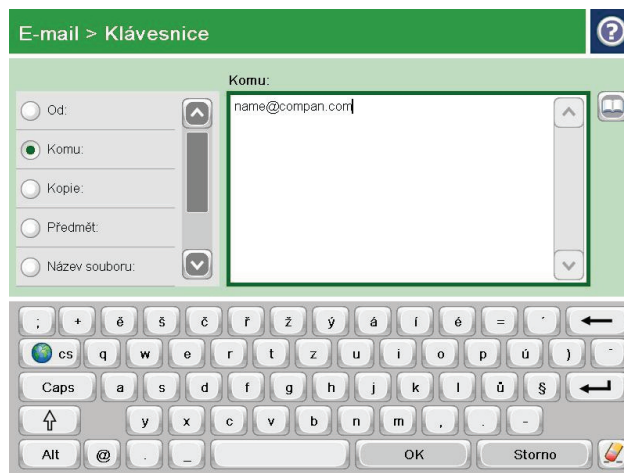 E-mail > Klávesnice
?
Komu:
Od:
name@compan.com
Komu:
Kopie:
Předmět:
Název souboru:
; + ě š č ř ž ý á í é = ´
cs q w e r t z u i o p ú ) ¨
Caps a s d f g h j k l ů §
y x c v b n m , . -
Alt @ . _ OK Storno